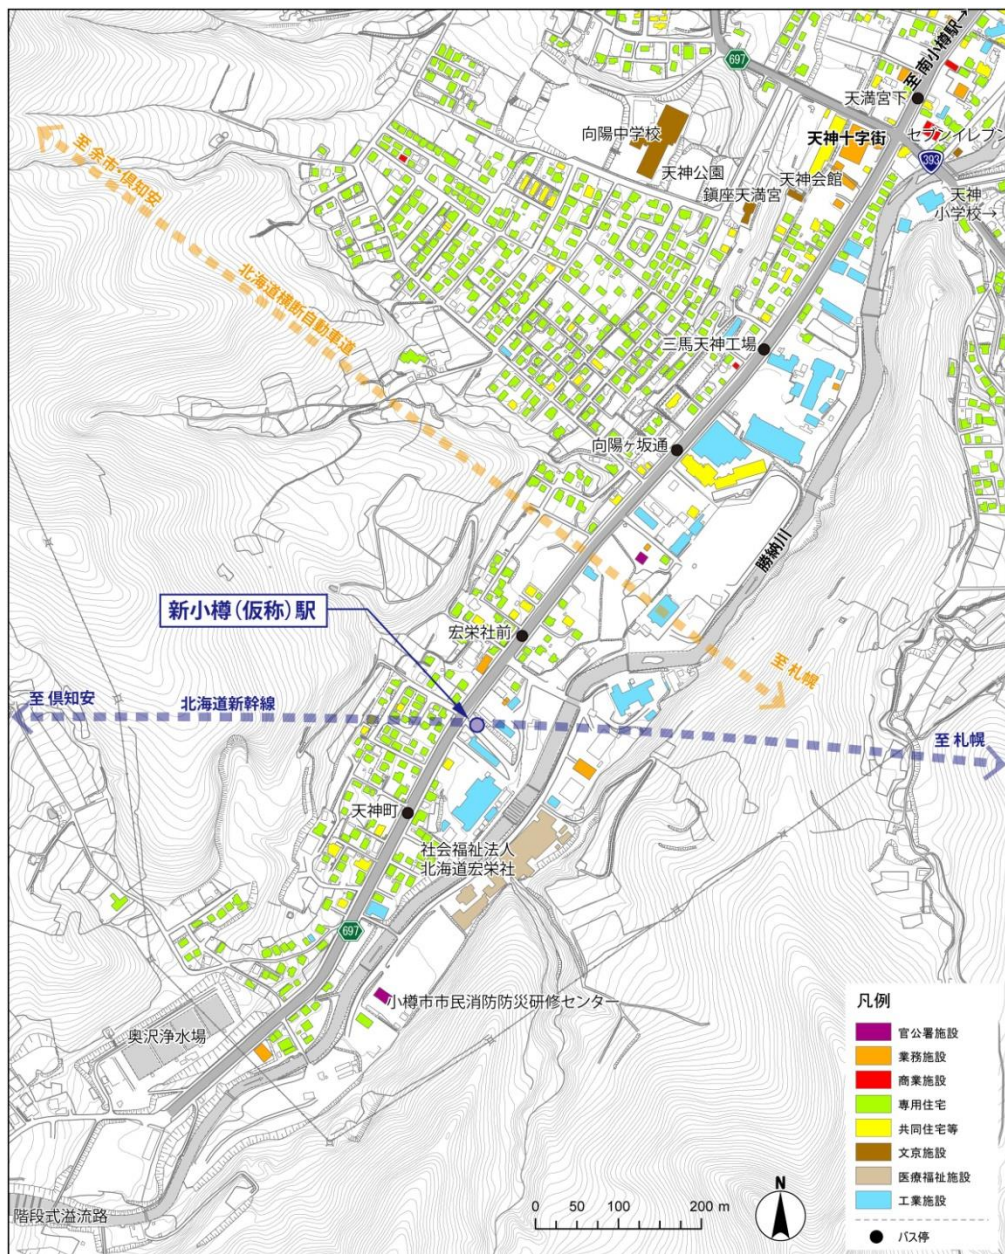 697
至 南小樽駅→
天満宮下
向陽中学校
天神十字街
セブンイレブン
393
天神公園
天神会館
鎮座天満宮
天神
小学校→
至 余市・倶知安
北海道横断自動車道
三馬天神工場
向陽ヶ坂通
勝納川
新小樽(仮称)駅
宏栄社前
至 札幌
至 倶知安
北海道新幹線
至 札幌
天神町
社会福祉法人
北海道宏栄社
697
小樽市市民消防防災研修センター
奥沢浄水場
階段式溢流路
凡例
官公署施設
業務施設
商業施設
専用住宅
共同住宅等
文京施設
医療福祉施設
工業施設
バス停
0 50 100 200 m
N